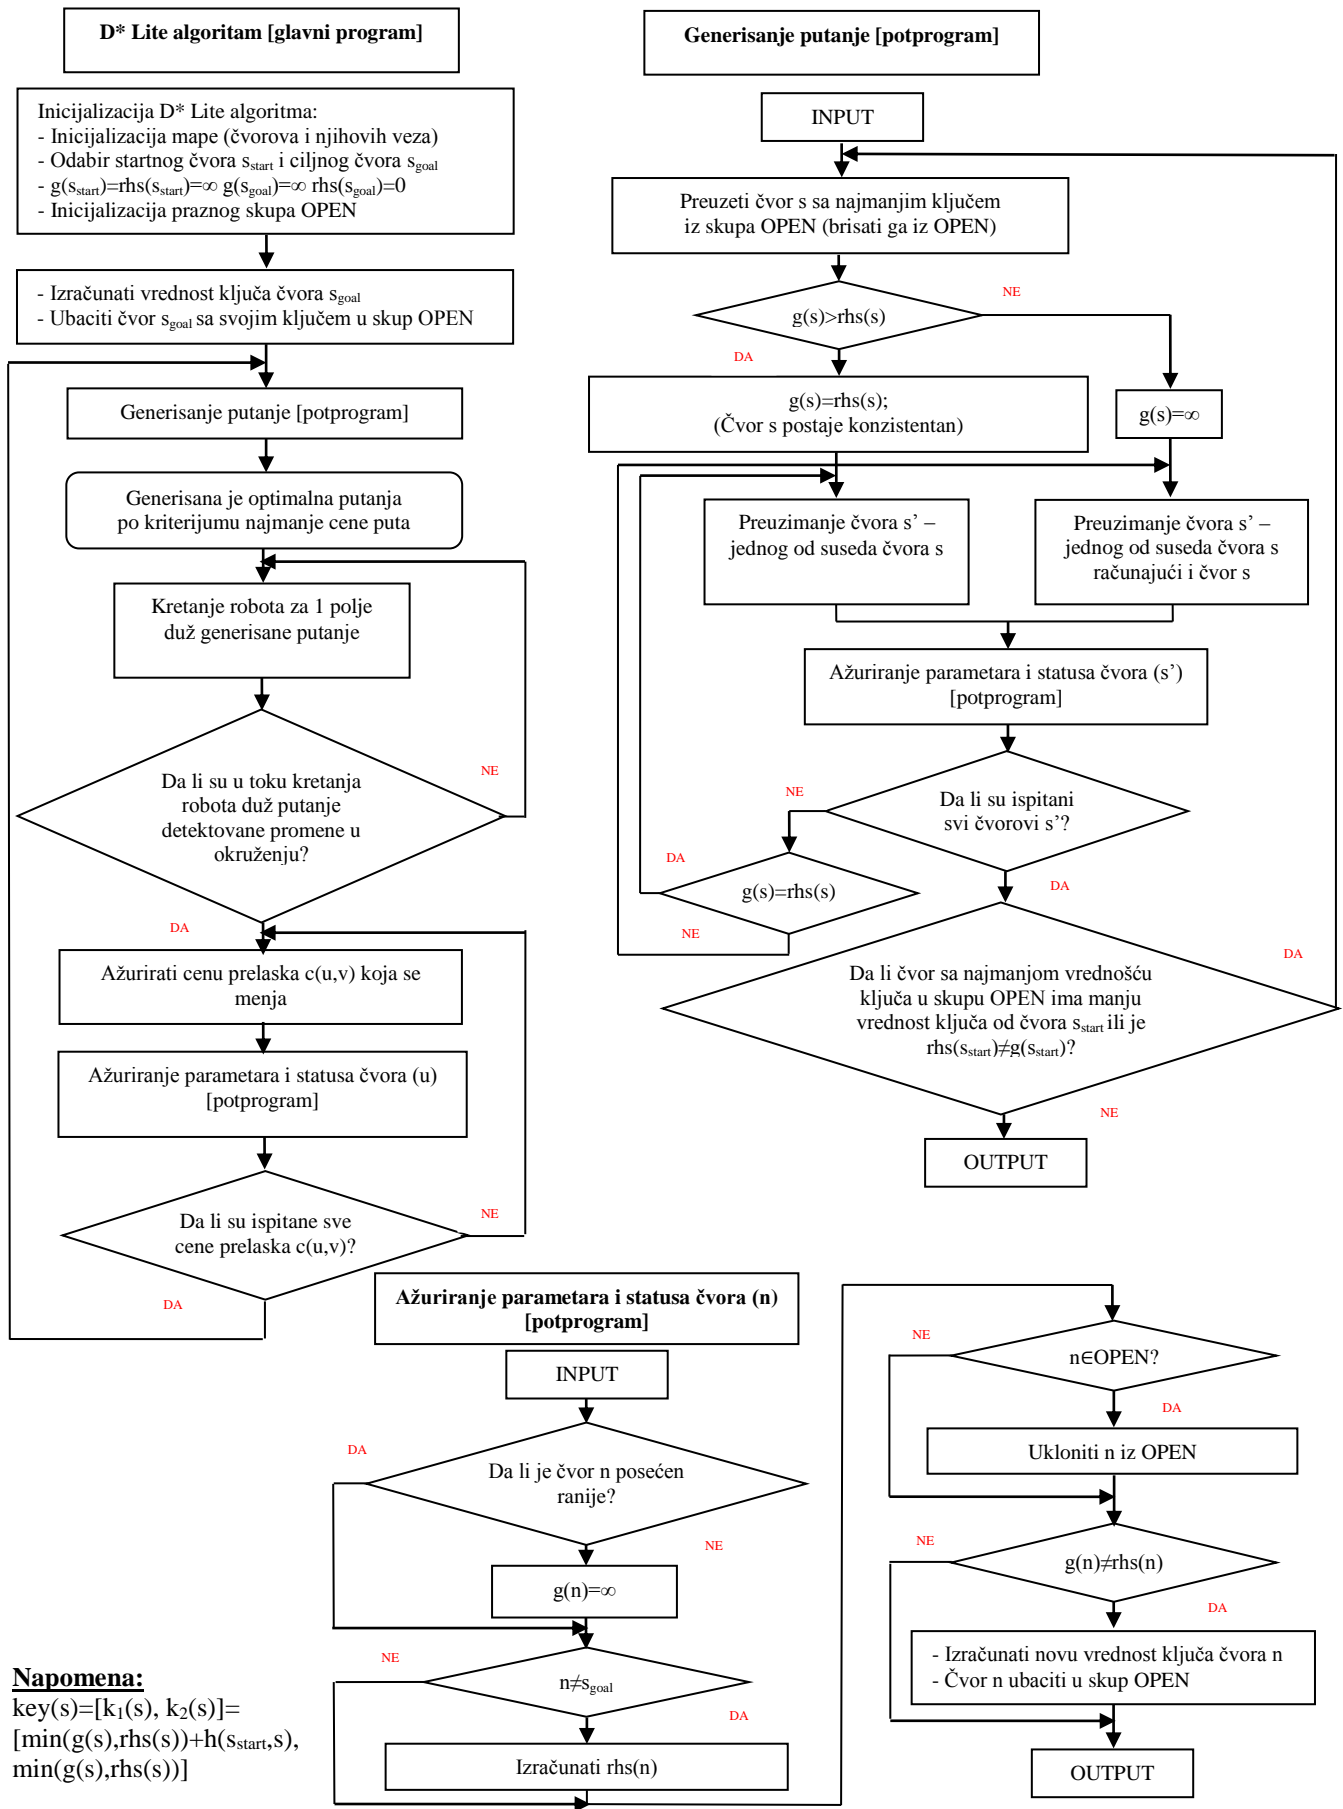 D* Lite algoritam [glavni program]
Inicijalizacija D* Lite algoritma:
- Inicijalizacija mape (čvorova i njihovih veza)
- Odabir startnog čvora sstart i ciljnog čvora sgoal
- g(sstart)=rhs(sstart)=∞ g(sgoal)=∞ rhs(sgoal)=0
- Inicijalizacija praznog skupa OPEN
- Izračunati vrednost ključa čvora sgoal
- Ubaciti čvor sgoal sa svojim ključem u skup OPEN
Generisanje putanje [potprogram]
Generisana je optimalna putanja
po kriterijumu najmanje cene puta
Kretanje robota za 1 polje
duž generisane putanje
Da li su u toku kretanja
robota duž putanje
detektovane promene u
okruženju?
NE
DA
Ažurirati cenu prelaska c(u,v) koja se
menja
Ažuriranje parametara i statusa čvora (u)
[potprogram]
Da li su ispitane sve
cene prelaska c(u,v)?
NE
DA
Generisanje putanje [potprogram]
INPUT
Preuzeti čvor s sa najmanjim ključem
iz skupa OPEN (brisati ga iz OPEN)
g(s)>rhs(s)
NE
DA
g(s)=rhs(s);
(Čvor s postaje konzistentan)
g(s)=∞
Preuzimanje čvora s’ –
jednog od suseda čvora s
Preuzimanje čvora s’ –
jednog od suseda čvora s
računajući i čvor s
Ažuriranje parametara i statusa čvora (s’)
[potprogram]
Da li su ispitani
svi čvorovi s’?
NE
DA
g(s)=rhs(s)
DA
NE
Da li čvor sa najmanjom vrednošću
ključa u skupu OPEN ima manju
vrednost ključa od čvora sstart ili je
rhs(sstart)≠g(sstart)?
DA
NE
OUTPUT
Ažuriranje parametara i statusa čvora (n)
[potprogram]
INPUT
Da li je čvor n posećen
ranije?
DA
NE
g(n)=∞
n≠sgoal
NE
DA
Izračunati rhs(n)
n∈OPEN?
NE
DA
Ukloniti n iz OPEN
g(n)≠rhs(n)
NE
DA
- Izračunati novu vrednost ključa čvora n
- Čvor n ubaciti u skup OPEN
OUTPUT
Napomena:
key(s)=[k1(s), k2(s)]=
[min(g(s),rhs(s))+h(sstart,s),
min(g(s),rhs(s))]